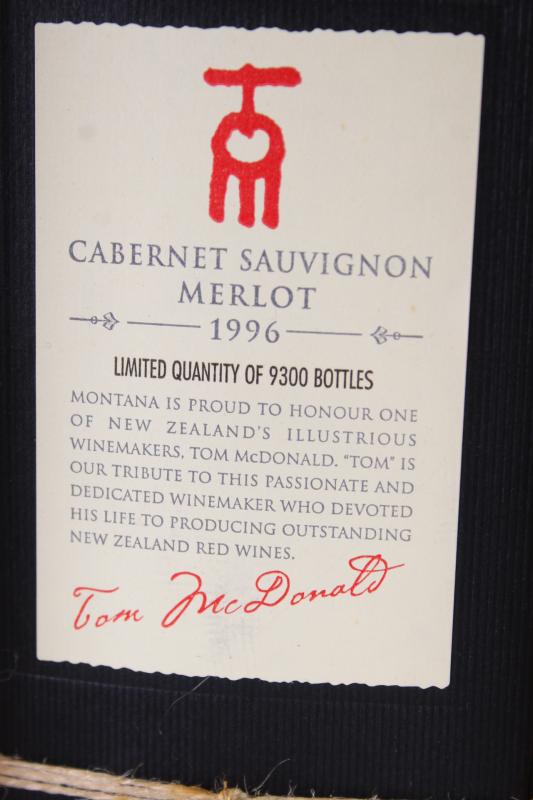 TOM
CABERNET SAUVIGNON
MERLOT
1996
LIMITED QUANTITY OF 9300 BOTTLES
MONTANA IS PROUD TO HONOUR ONE
OF NEW ZEALAND'S ILLUSTRIOUS
WINEMAKERS, TOM McDONALD. "TOM" IS
OUR TRIBUTE TO THIS PASSIONATE AND
DEDICATED WINEMAKER WHO DEVOTED
HIS LIFE TO PRODUCING OUTSTANDING
NEW ZEALAND RED WINES.
Tom McDonald